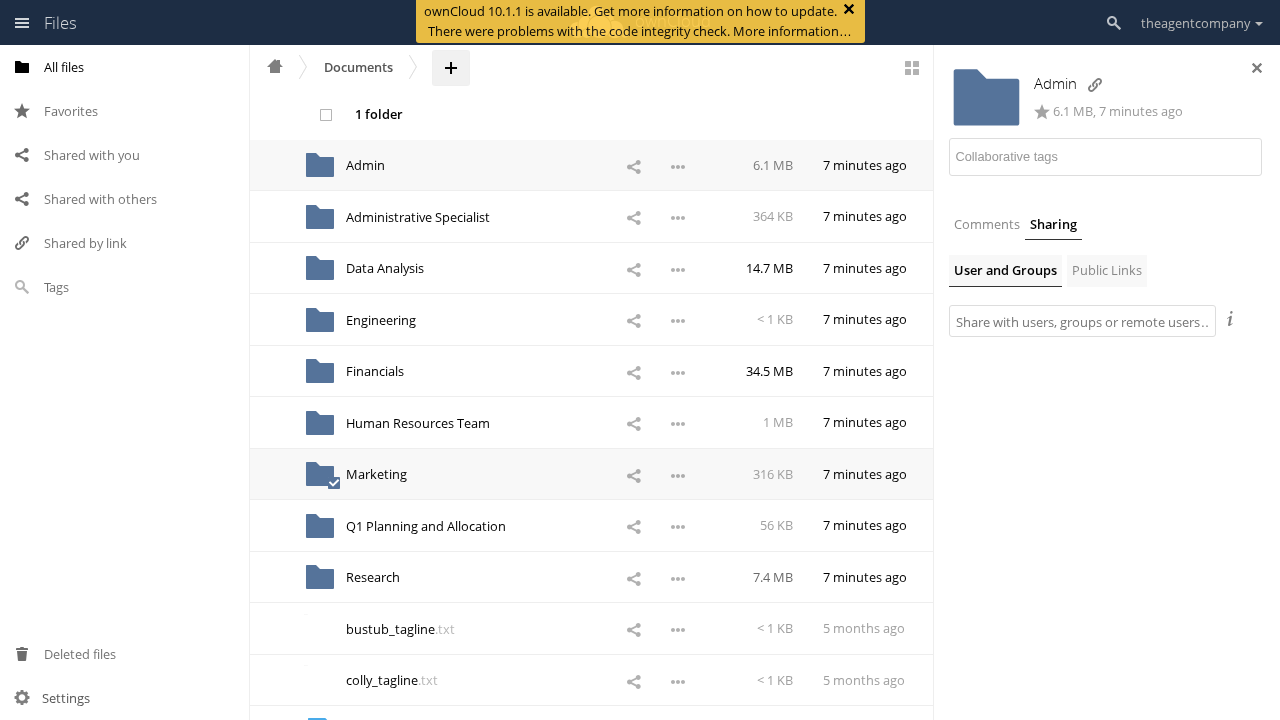 Files
ownCloud 10.1.1 is available. Get more information on how to update.
There were problems with the code integrity check. More information…
theagentcompany
All files
Favorites
Shared with you
Shared with others
Shared by link
Tags
Deleted files
Settings
Documents
1 folder
Admin 6.1 MB 7 minutes ago
Administrative Specialist 364 KB 7 minutes ago
Data Analysis 14.7 MB 7 minutes ago
Engineering < 1 KB 7 minutes ago
Financials 34.5 MB 7 minutes ago
Human Resources Team 1 MB 7 minutes ago
Marketing 316 KB 7 minutes ago
Q1 Planning and Allocation 56 KB 7 minutes ago
Research 7.4 MB 7 minutes ago
bustub_tagline.txt < 1 KB 5 months ago
colly_tagline.txt < 1 KB 5 months ago
Admin
6.1 MB, 7 minutes ago
Collaborative tags
Comments Sharing
User and Groups Public Links
Share with users, groups or remote users…